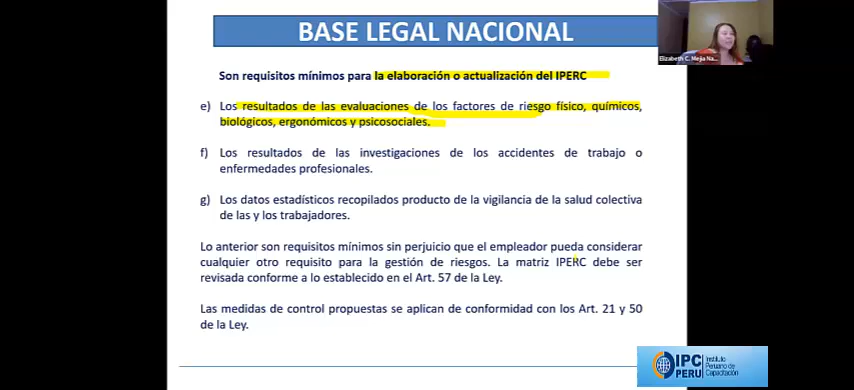 BASE LEGAL NACIONAL
Elizabeth C. Mejia Na...
Son requisitos mínimos para la elaboración o actualización del IPERC
e) Los resultados de las evaluaciones de los factores de riesgo físico, químicos,
biológicos, ergonómicos y psicosociales.
f) Los resultados de las investigaciones de los accidentes de trabajo o
enfermedades profesionales.
g) Los datos estadísticos recopilados producto de la vigilancia de la salud colectiva
de las y los trabajadores.
Lo anterior son requisitos mínimos sin perjuicio que el empleador pueda considerar
cualquier otro requisito para la gestión de riesgos. La matriz IPERC debe ser
revisada conforme a lo establecido en el Art. 57 de la Ley.
Las medidas de control propuestas se aplican de conformidad con los Art. 21 y 50
de la Ley.
IPC
PERU
Instituto
Peruano de
Capacitación